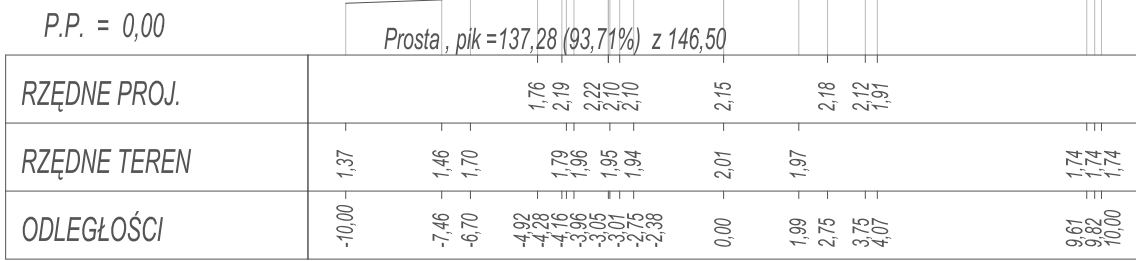 P.P. = 0,00
Prosta , pik =137,28 (93,71%) z 146,50
RZĘDNE PROJ. 1,76 2,19 2,22 2,10 2,10 2,15 2,18 2,12 1,91
RZĘDNE TEREN 1,37 1,46 1,70 1,79 1,96 1,95 1,94 2,01 1,97 1,74 1,74 1,74
ODLEGŁOŚCI -10,00 -7,46 -6,70 -4,92 -4,28 -4,16 -3,96 -3,05 -3,01 -2,75 -2,38 0,00 1,99 2,75 3,75 4,07 9,61 9,82 10,00